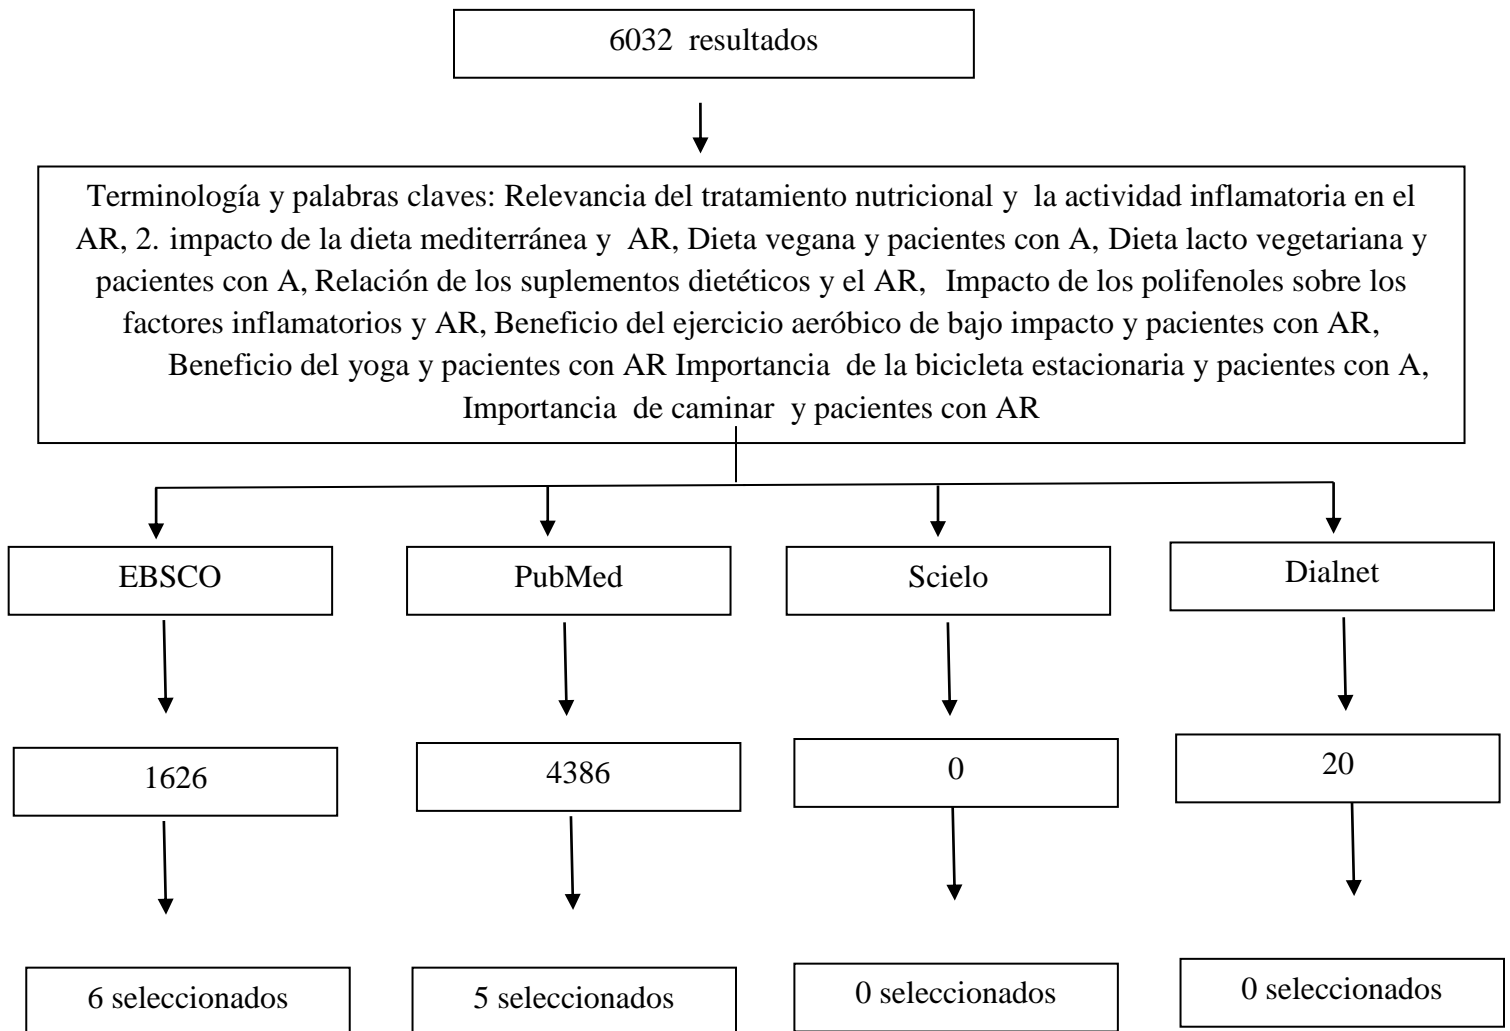 6032 resultados
Terminología y palabras claves: Relevancia del tratamiento nutricional y la actividad inflamatoria en el
AR, 2. impacto de la dieta mediterránea y AR, Dieta vegana y pacientes con A, Dieta lacto vegetariana y
pacientes con A, Relación de los suplementos dietéticos y el AR, Impacto de los polifenoles sobre los
factores inflamatorios y AR, Beneficio del ejercicio aeróbico de bajo impacto y pacientes con AR,
Beneficio del yoga y pacientes con AR Importancia de la bicicleta estacionaria y pacientes con A,
Importancia de caminar y pacientes con AR
EBSCO
PubMed
Scielo
Dialnet
1626
4386
0
20
6 seleccionados
5 seleccionados
0 seleccionados
0 seleccionados